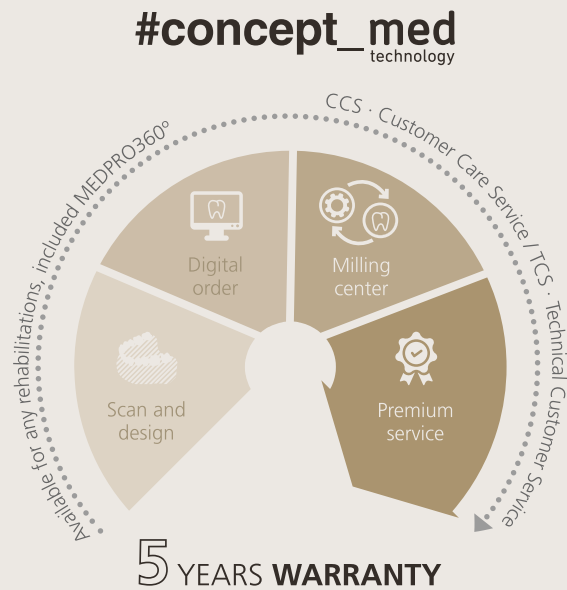 #concept_med
technology
Available for any rehabilitations, included MEDPRO360º
CCS · Customer Care Service / TCS · Technical Customer Service
Digital
order
Milling
center
Scan and
design
Premium
service
5 YEARS WARRANTY